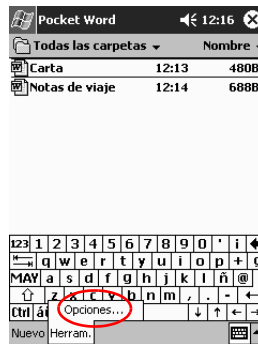 Pocket Word 12:16
Todas las carpetas Nombre
Carta 12:13 480B
Notas de viaje 12:14 688B
123 1 2 3 4 5 6 7 8 9 0 ' ¡
q w e r t y u i o p +
MAY a s d f g h j k l ñ @
z x c v b n m , . -
Ctrl áü
Opciones...
Nuevo Herram.